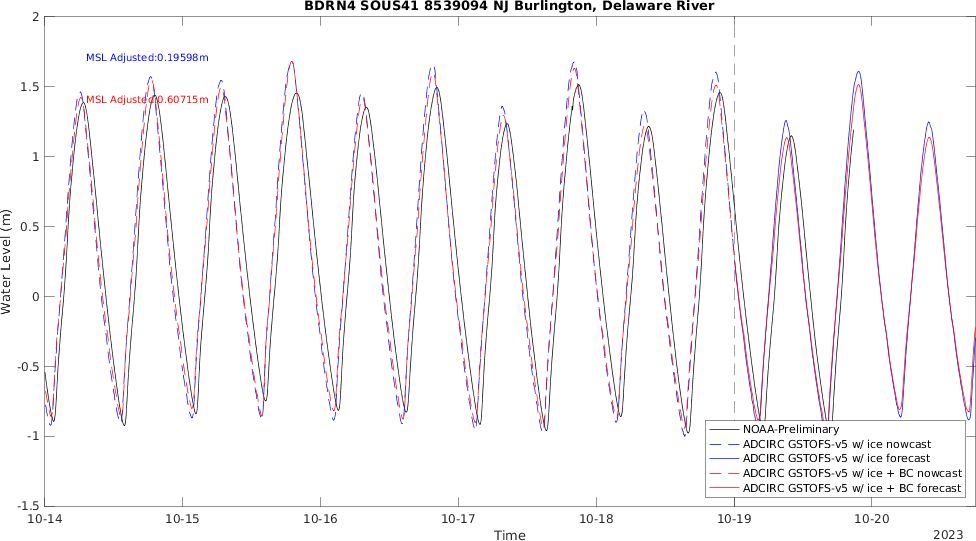 BDRN4 SOUS41 8539094 NJ Burlington, Delaware River
2
1.5
1
0.5
0
-0.5
-1
-1.5
Water Level (m)
MSL Adjusted:0.19598m
MSL Adjusted:0.60715m
NOAA-Preliminary
ADCIRC GSTOFS-v5 w/ ice nowcast
ADCIRC GSTOFS-v5 w/ ice forecast
ADCIRC GSTOFS-v5 w/ ice + BC nowcast
ADCIRC GSTOFS-v5 w/ ice + BC forecast
10-14 10-15 10-16 10-17 10-18 10-19 10-20
Time
2023